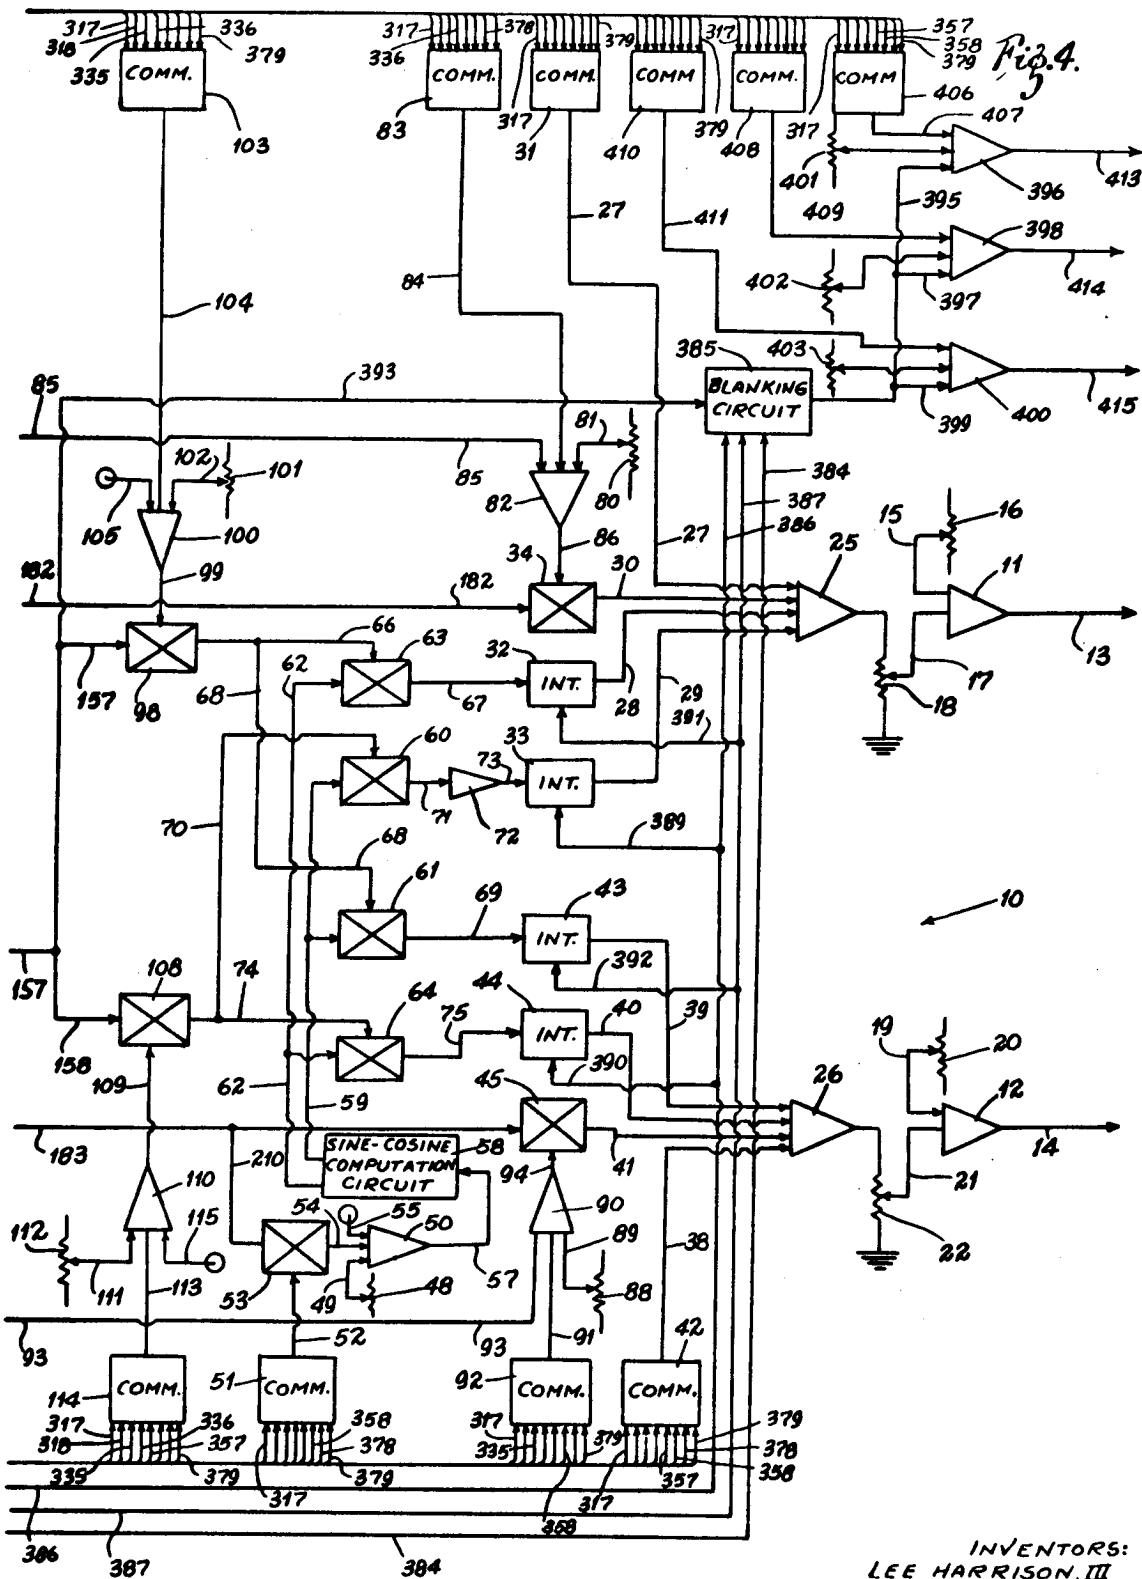 317 318 335 336 379 317 336 378 317 379 317 357 358 379 Fig. 4.
COMM. COMM. COMM. COMM COMM. COMM
103 83 317 31 410 379 408 317 406
407
401 396 413
409 395
27 411 398
84 402 397 414
104
385 403
393 BLANKING
CIRCUIT
400 415
399
85 81
102 101 85 82 80 384
387
105 100 86 27 386 15 16
99 34 30 25 11
182 182
66 63 32
157 98 68 62 67 INT. 28 29 17 18 13
391
60 33 73
INT.
70 71 72 389
68
61 69 43
INT. 10
392
157 108 74 64 75 44 40 39 19 20
INT.
158 390
109 62 59 45 26 12
183 210 SINE-COSINE
COMPUTATION
CIRCUIT
58 94 41 14
110 54 55 50 90 89 38 21
112 115 22
111 113 53 49 48 57 88
93 52 93 91
114 COMM. 51 COMM. 92 COMM. 42 COMM.
317 318 335 336 357 379 317 358 378 379 317 335 379 358 317 357 379 378 358
386 387 384
INVENTORS:
LEE HARRISON, III